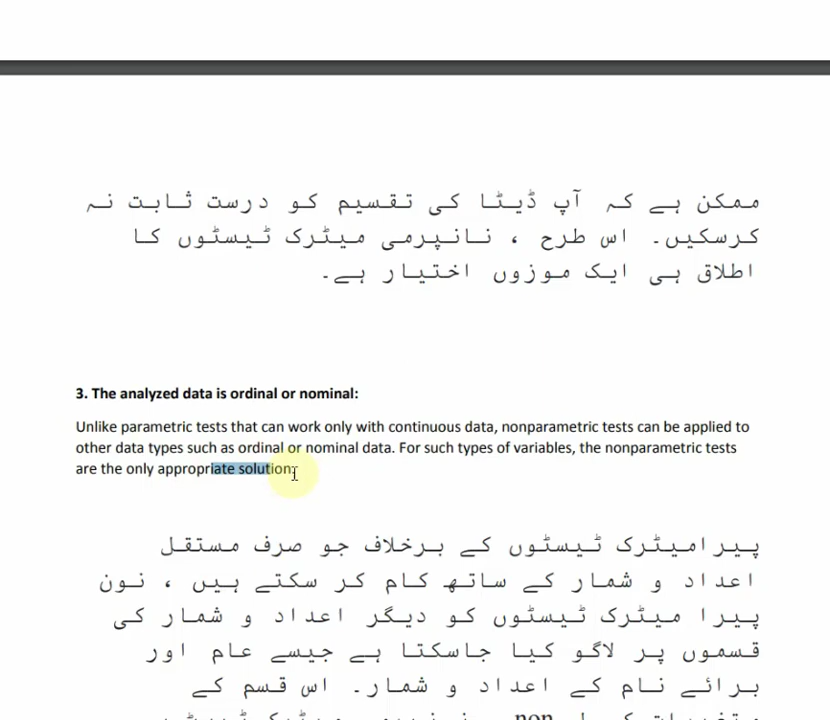 ممکن ہے کہ آپ ڈیٹا کی تقسیم کو درست ثابت نہ
کرسکیں۔ اس طرح ، نانپرمی میٹرک ٹیسٹوں کا
اطلاق ہی ایک موزوں اختیار ہے۔
3. The analyzed data is ordinal or nominal:
Unlike parametric tests that can work only with continuous data, nonparametric tests can be applied to
other data types such as ordinal or nominal data. For such types of variables, the nonparametric tests
are the only appropriate solution.
پیرامیٹرک ٹیسٹوں کے برخلاف جو صرف مستقل
اعداد و شمار کے ساتھ کام کر سکتے ہیں ، نون
پیرا میٹرک ٹیسٹوں کو دیگر اعداد و شمار کی
قسموں پر لاگو کیا جاسکتا ہے جیسے عام اور
برائے نام کے اعداد و شمار۔ اس قسم کے
non